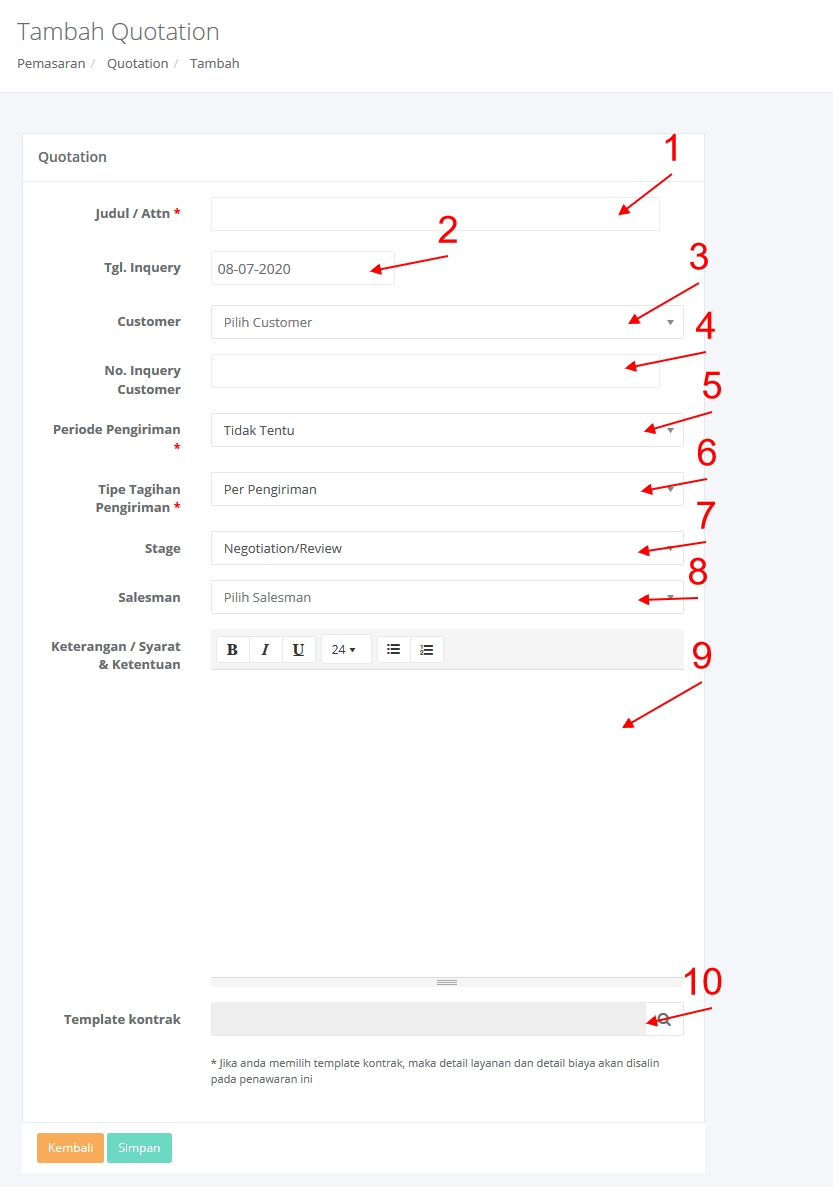 Tambah Quotation
Pemasaran / Quotation / Tambah
Quotation
1
Judul / Attn *
2
Tgl. Inquery 08-07-2020
3
Customer Pilih Customer
4
No. Inquery
Customer
5
Periode Pengiriman
* Tidak Tentu
6
Tipe Tagihan
Pengiriman * Per Pengiriman
7
Stage Negotiation/Review
8
Salesman Pilih Salesman
Keterangan / Syarat
& Ketentuan
B I U 24
9
10
Template kontrak
* Jika anda memilih template kontrak, maka detail layanan dan detail biaya akan disalin
pada penawaran ini
Kembali Simpan